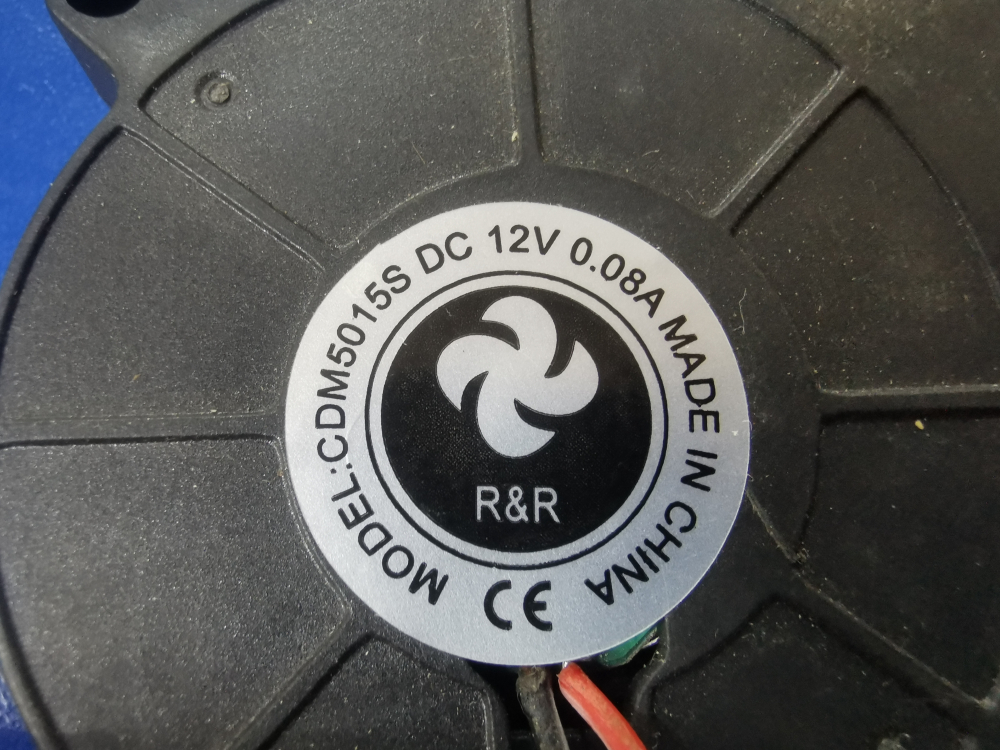 MODEL:CDM5015S DC 12V 0.08A MADE IN CHINA
R&R
CE